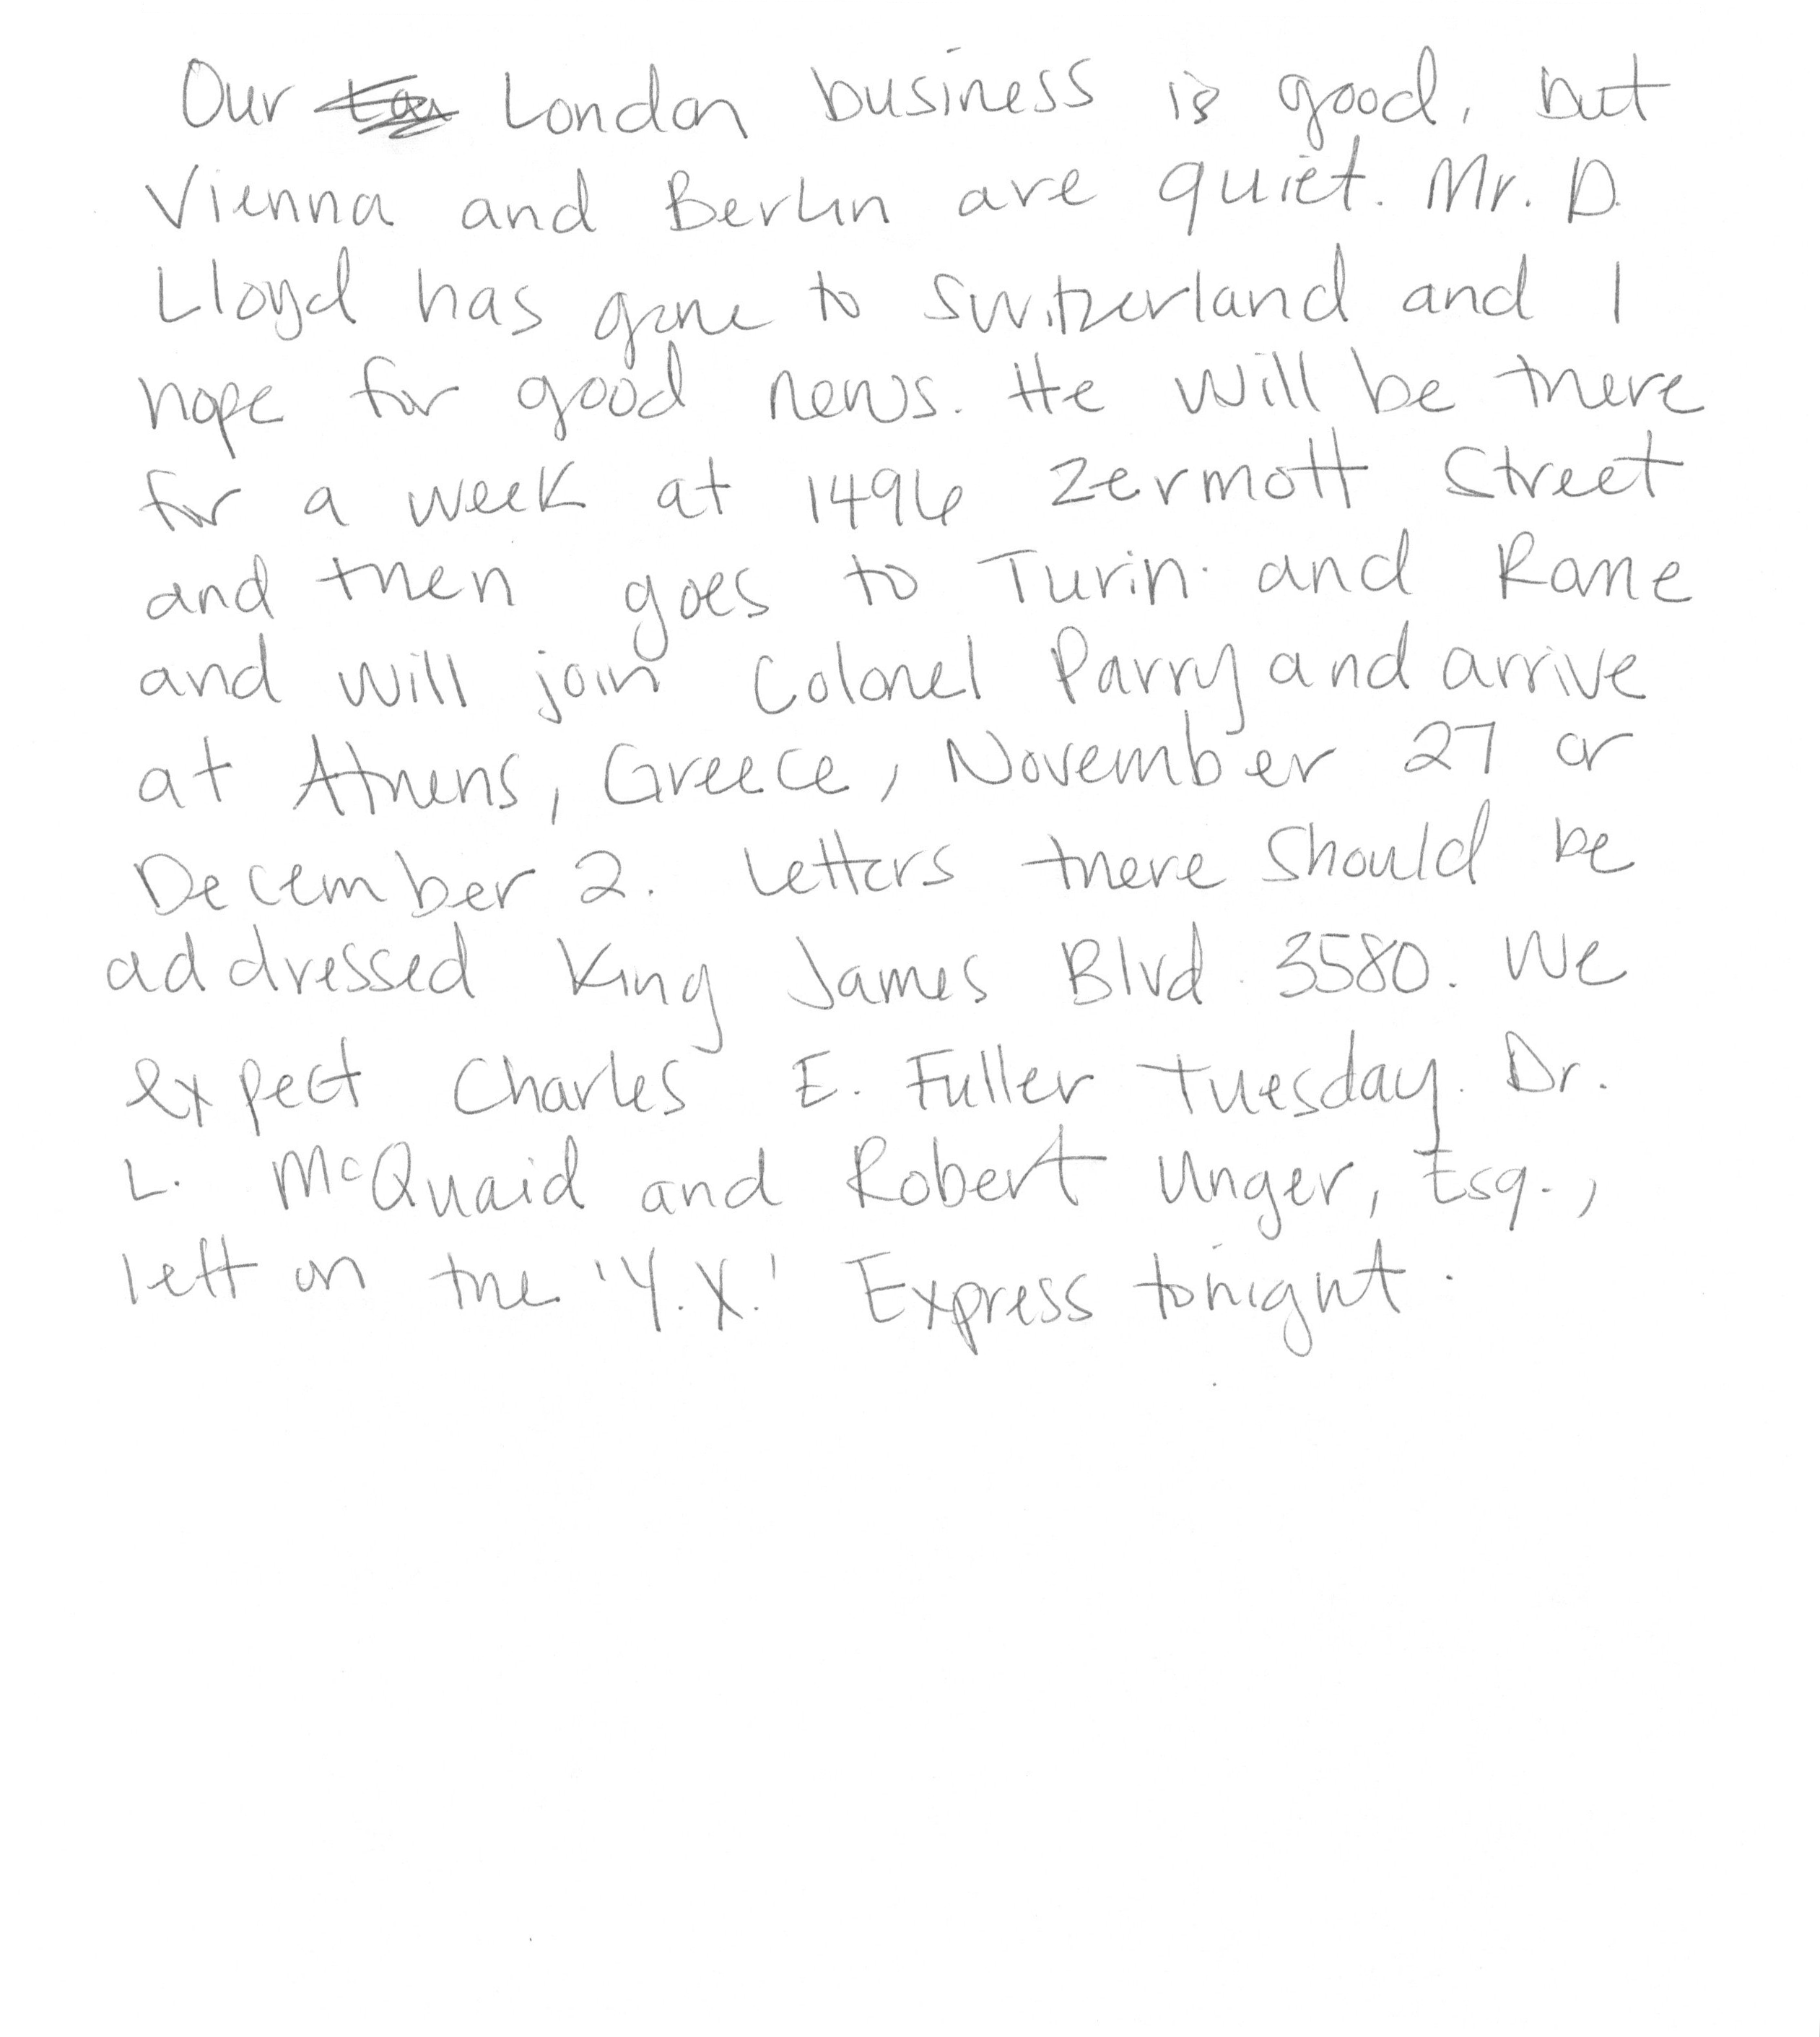 Our London business is good, but
Vienna and Berlin are quiet. Mr. D.
Lloyd has gone to Switzerland and I
hope for good news. He will be there
for a week at 1496 Zermott Street
and then goes to Turin and Rome
and will join Colonel Parry and arrive
at Athens, Greece, November 27 or
December 2. Letters there should be
addressed King James Blvd. 3580. We
expect Charles E. Fuller Tuesday. Dr.
L. McQuaid and Robert Unger, Esq.,
left on the 'Y.X.' Express tonight.